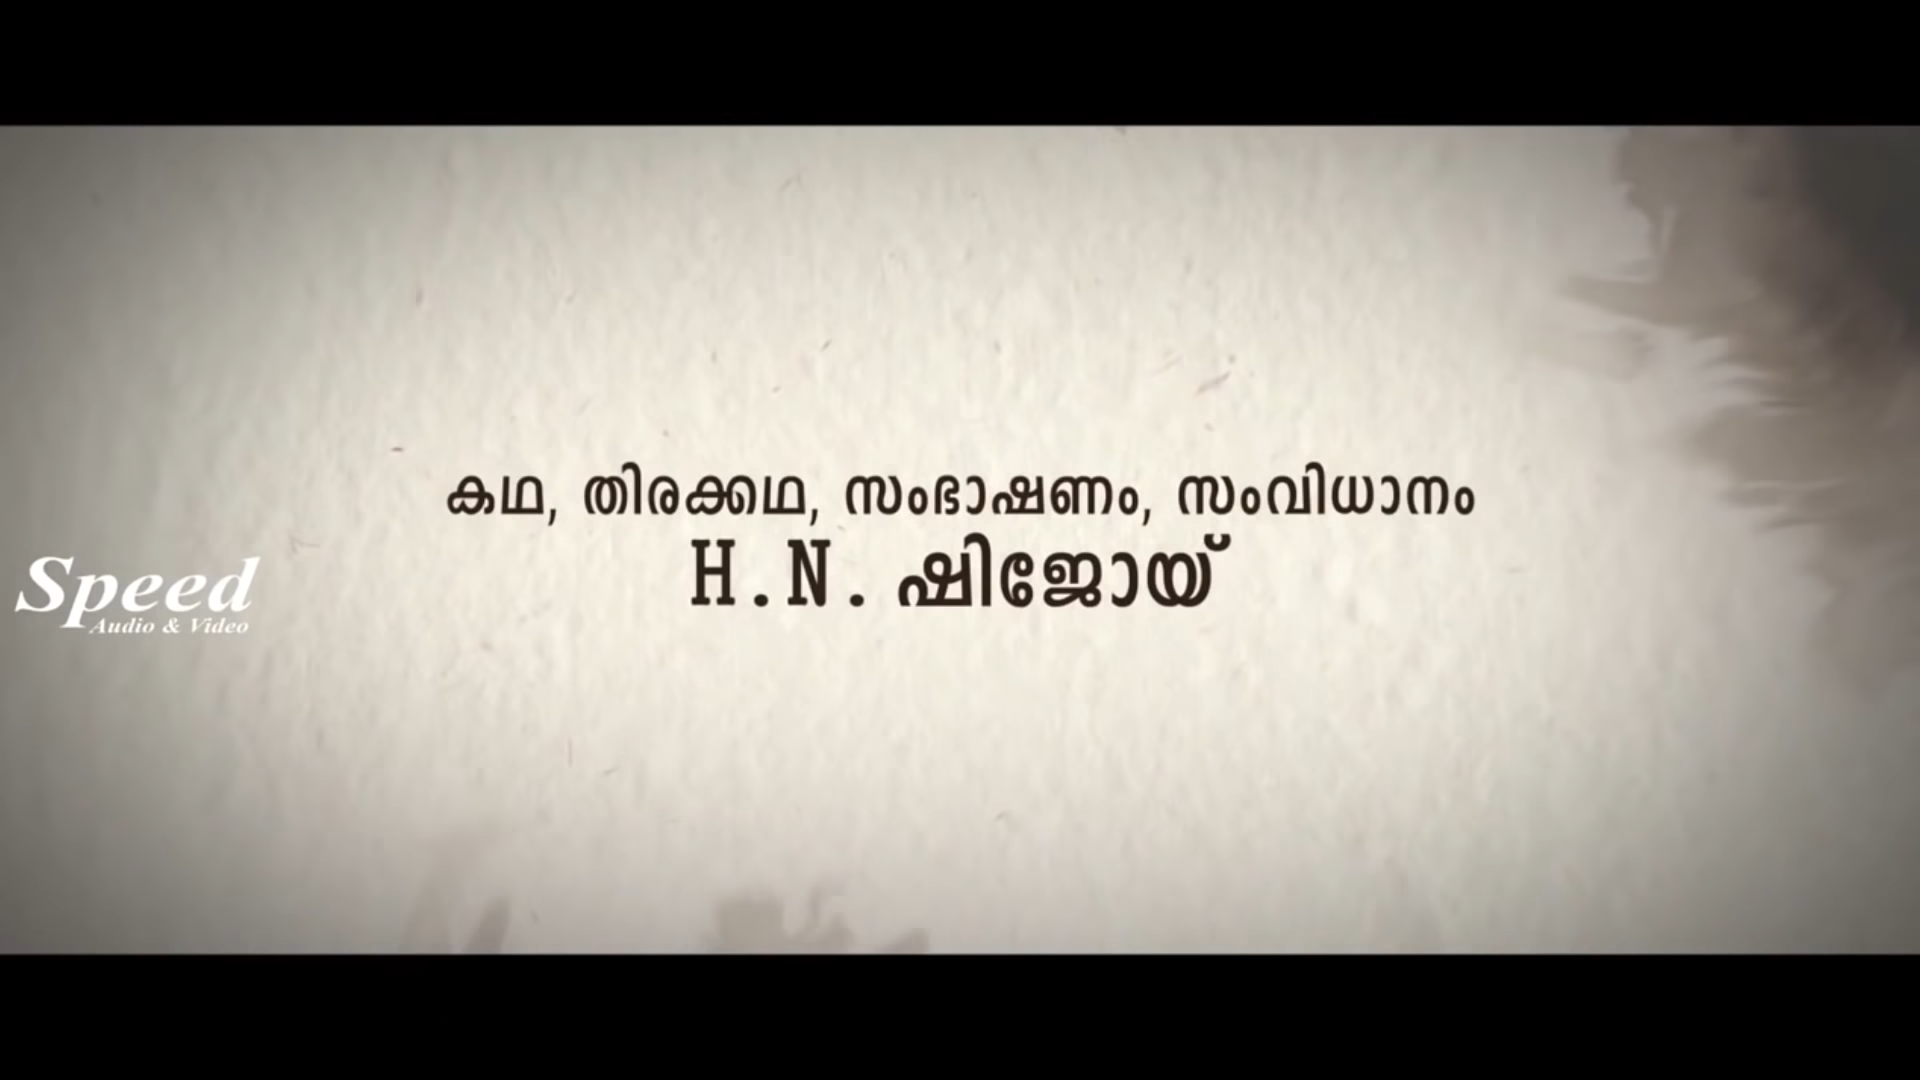 കഥ, തിരക്കഥ, സംഭാഷണം, സംവിധാനം
H.N. ഷിജോയ്
Speed
Audio & Video